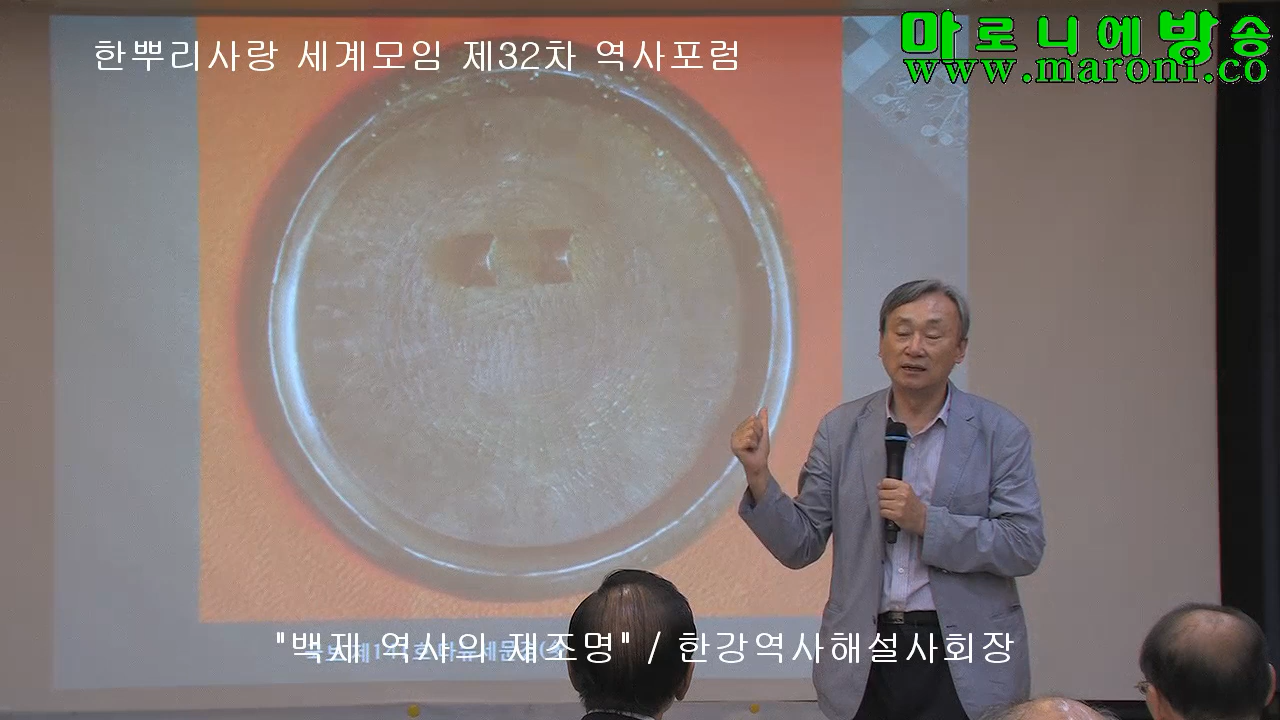 한뿌리사랑 세계모임 제32차 역사포럼
마로니에방송
www.maroni.co
"백제 역사의 재조명" / 한강역사해설사회장